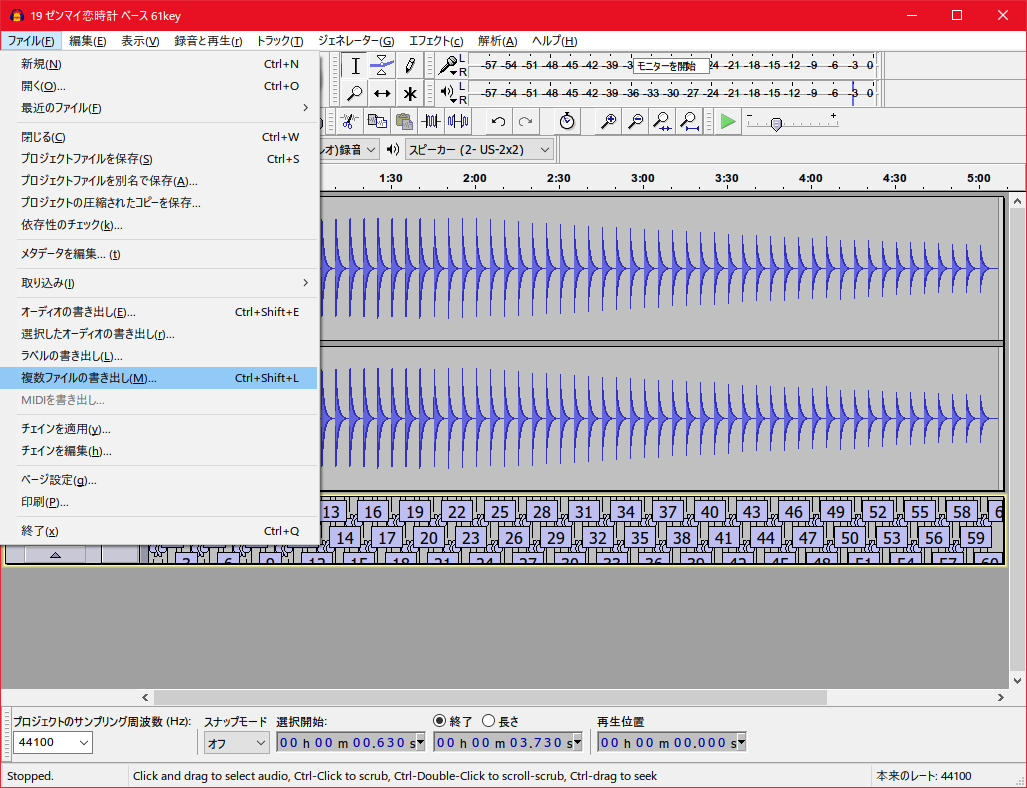 19 ゼンマイ恋時計 ベース 61key
ファイル(F) 編集(E) 表示(V) 録音と再生(r) トラック(T) ジェネレーター(G) エフェクト(c) 解析(A) ヘルプ(H)
新規(N) Ctrl+N
開く(O)... Ctrl+O
最近のファイル(F)
閉じる(C) Ctrl+W
プロジェクトファイルを保存(S) Ctrl+S
プロジェクトファイルを別名で保存(A)...
プロジェクトの圧縮されたコピーを保存...
依存性のチェック(k)...
メタデータを編集... (t)
取り込み(I)
オーディオの書き出し(E)... Ctrl+Shift+E
選択したオーディオの書き出し(r)...
ラベルの書き出し(L)...
複数ファイルの書き出し(M)... Ctrl+Shift+L
MIDIを書き出し...
チェインを適用(y)...
チェインを編集(h)...
ページ設定(g)...
印刷(P)...
終了(x) Ctrl+Q
L
R
-57 -54 -51 -48 -45 -42 -39 -3 モニターを開始 24 -21 -18 -15 -12 -9 -6 -3 0
L
R
-57 -54 -51 -48 -45 -42 -39 -36 -33 -30 -27 -24 -21 -18 -15 -12 -9 -6 -3 0
- +
オ)録音 スピーカー (2- US-2x2)
1:30 2:00 2:30 3:00 3:30 4:00 4:30 5:00
13 16 19 22 25 28 31 34 37 40 43 46 49 52 55 58 6
14 17 20 23 26 29 32 35 38 41 44 47 50 53 56 59
3 6 9 12 15 18 21 24 27 30 33 36 39 42 45 48 51 54 57 60
プロジェクトのサンプリング周波数 (Hz): スナップモード 選択開始: 終了 長さ 再生位置
44100 オフ 00 h 00 m 00.630 s 00 h 00 m 03.730 s 00 h 00 m 00.000 s
Stopped. Click and drag to select audio, Ctrl-Click to scrub, Ctrl-Double-Click to scroll-scrub, Ctrl-drag to seek 本来のレート: 44100